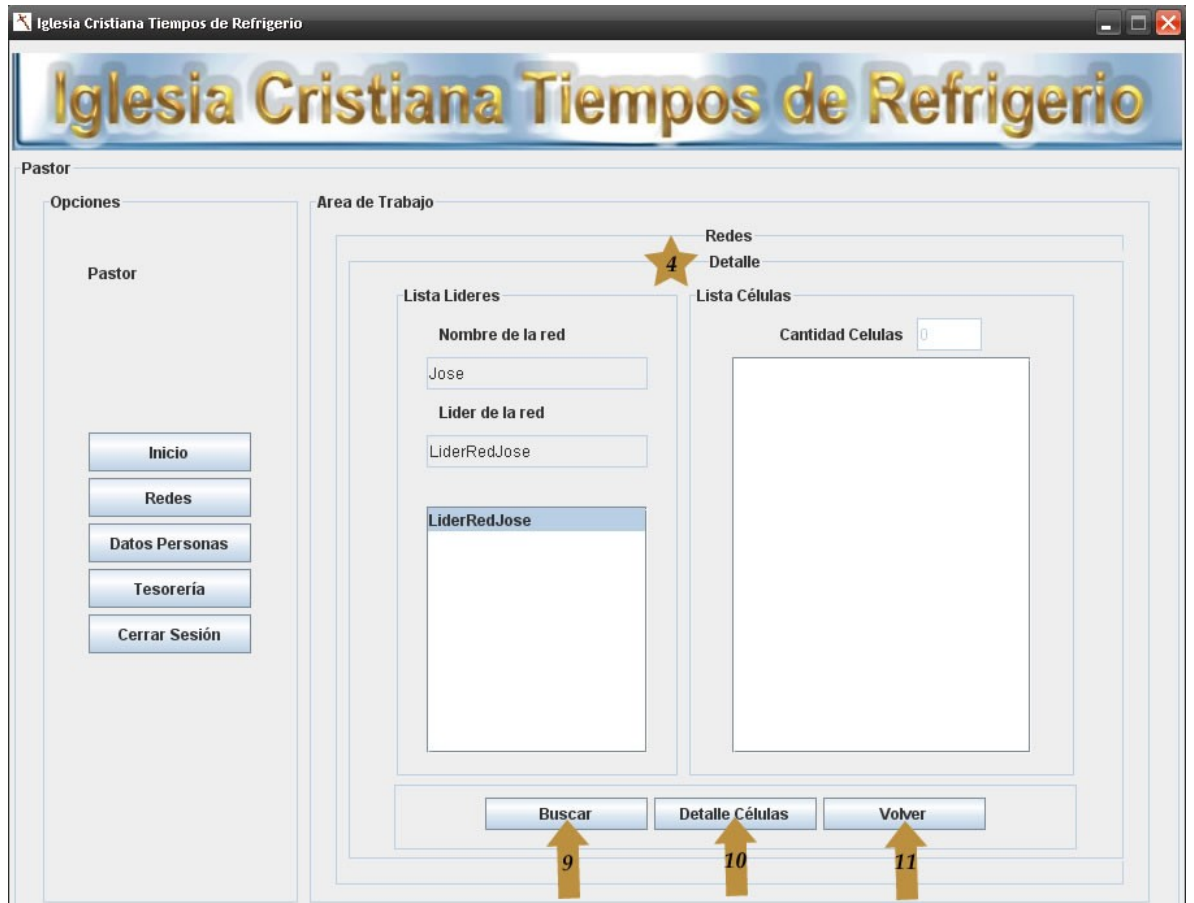 Iglesia Cristiana Tiempos de Refrigerio
Iglesia Cristiana Tiempos de Refrigerio
Pastor
Opciones
Pastor
Inicio
Redes
Datos Personas
Tesorería
Cerrar Sesión
Area de Trabajo
Redes
4
Detalle
Lista Lideres
Nombre de la red
Jose
Lider de la red
LiderRedJose
LiderRedJose
Lista Células
Cantidad Celulas 0
Buscar Detalle Células Volver
9 10 11